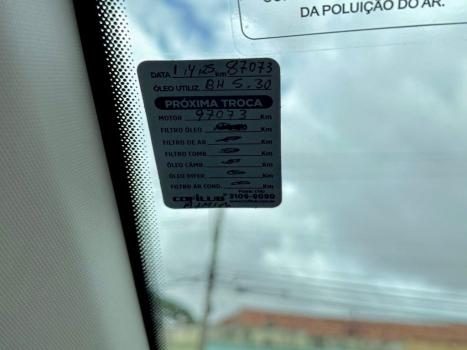 DA POLUIÇÃO DO AR.
DATA 1,4,25 km 87073
ÓLEO UTILIZ. BH 5.30
PRÓXIMA TROCA
MOTOR 97073 Km
FILTRO ÓLEO Km
FILTRO DE AR Km
FILTRO COMB. Km
ÓLEO CÂMB. Km
ÓLEO DIFER. Km
FILTRO AR COND. Km
3106-9090